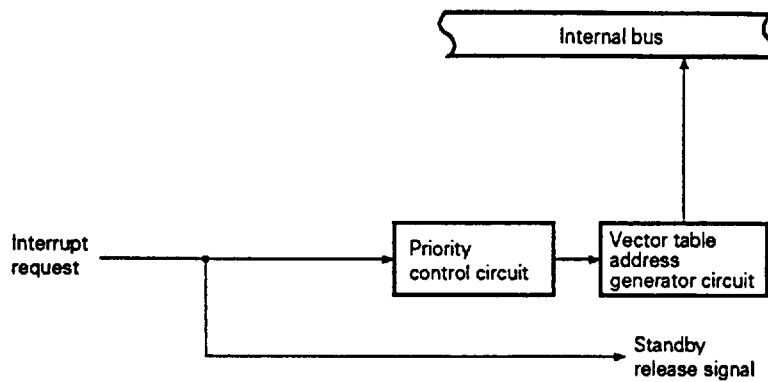 Internal bus
Interrupt
request
Priority
control circuit
Vector table
address
generator circuit
Standby
release signal